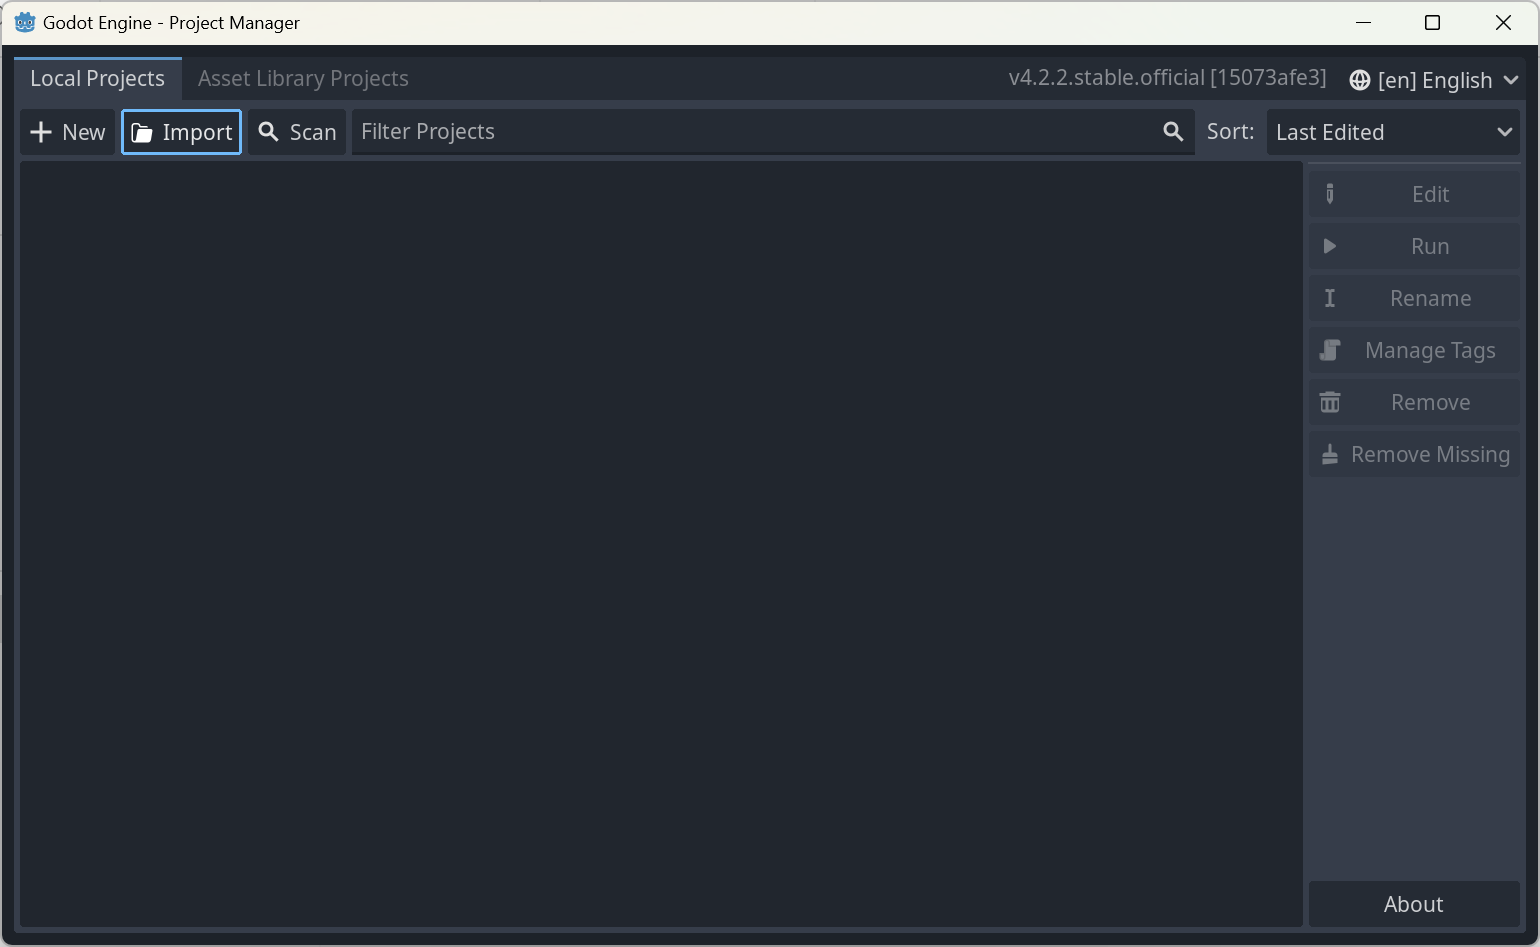 Godot Engine - Project Manager
Local Projects Asset Library Projects v4.2.2.stable.official [15073afe3] [en] English
New Import Scan Filter Projects Sort: Last Edited
Edit
Run
Rename
Manage Tags
Remove
Remove Missing
About